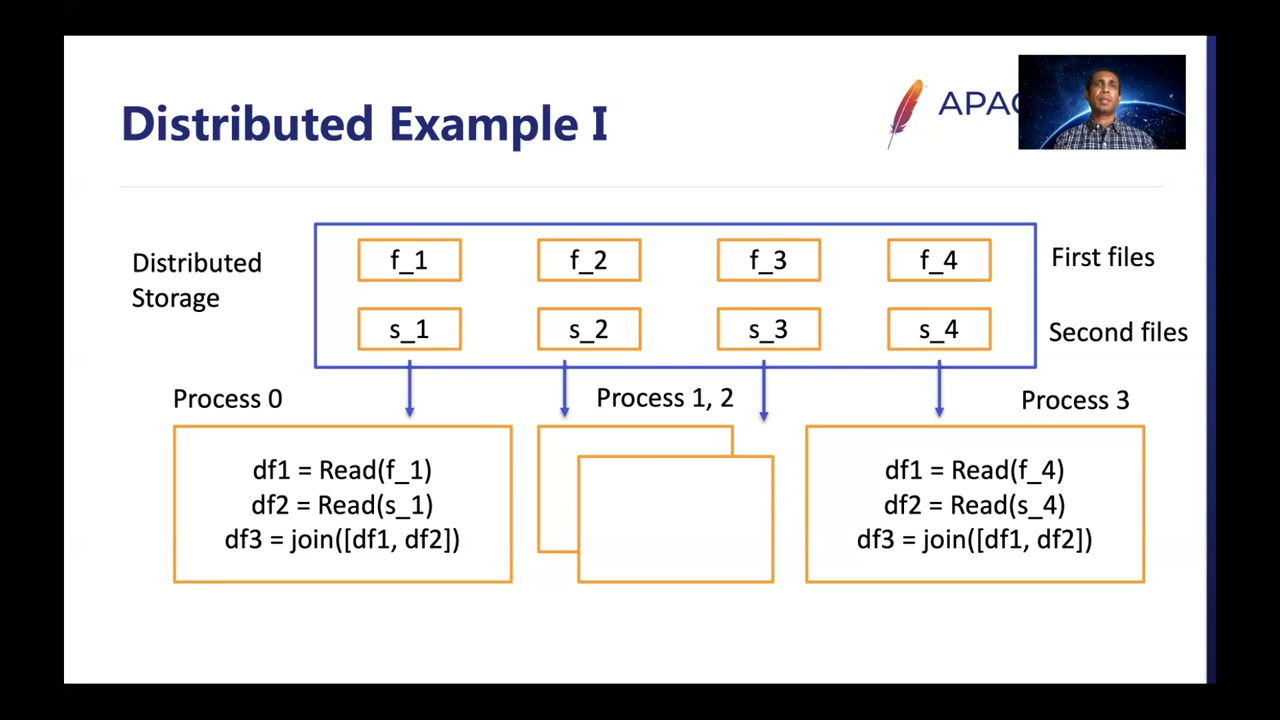 Distributed Example I
Distributed
Storage
f_1
f_2
f_3
f_4
First files
s_1
s_2
s_3
s_4
Second files
Process 0
Process 1, 2
Process 3
df1 = Read(f_1)
df2 = Read(s_1)
df3 = join([df1, df2])
df1 = Read(f_4)
df2 = Read(s_4)
df3 = join([df1, df2])